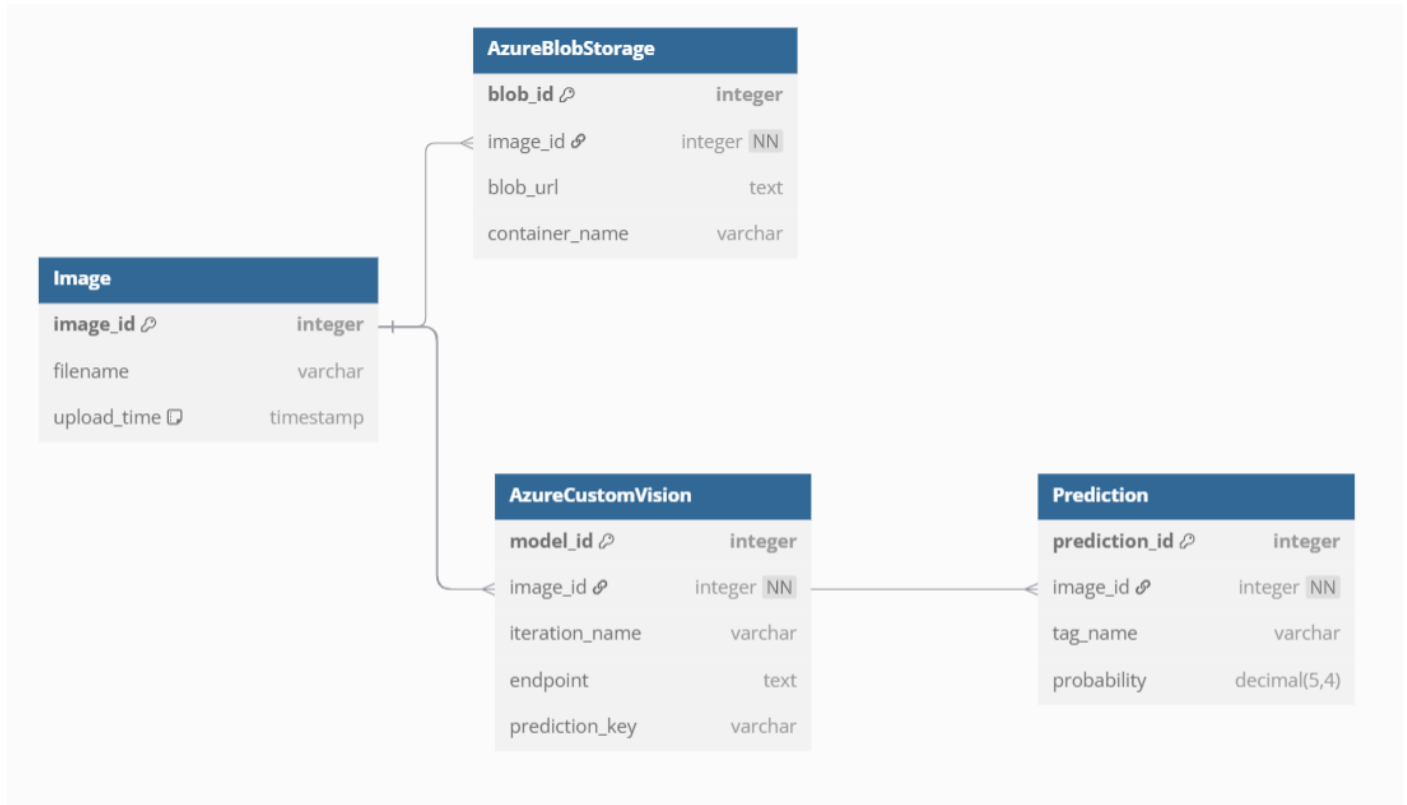 AzureBlobStorage
blob_id integer
image_id integer NN
blob_url text
container_name varchar
Image
image_id integer
filename varchar
upload_time timestamp
AzureCustomVision
model_id integer
image_id integer NN
iteration_name varchar
endpoint text
prediction_key varchar
Prediction
prediction_id integer
image_id integer NN
tag_name varchar
probability decimal(5,4)